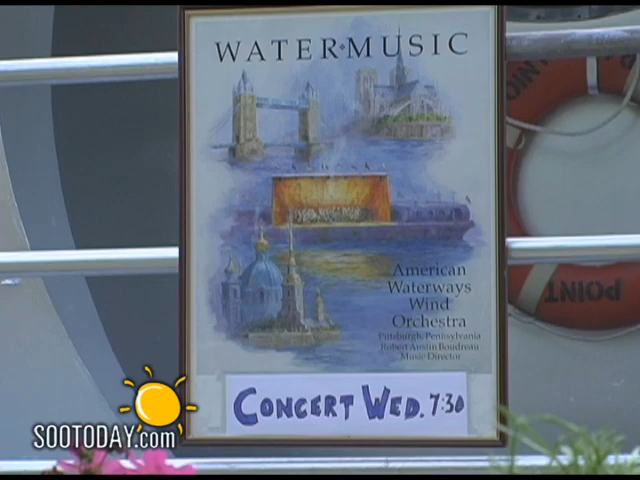 WATER MUSIC
American
Waterways
Wind
Orchestra
Pittsburgh, Pennsylvania
Robert Austin Boudreau
Music Director
CONCERT WED. 7:30
SOOTODAY.com
POINT
POINT